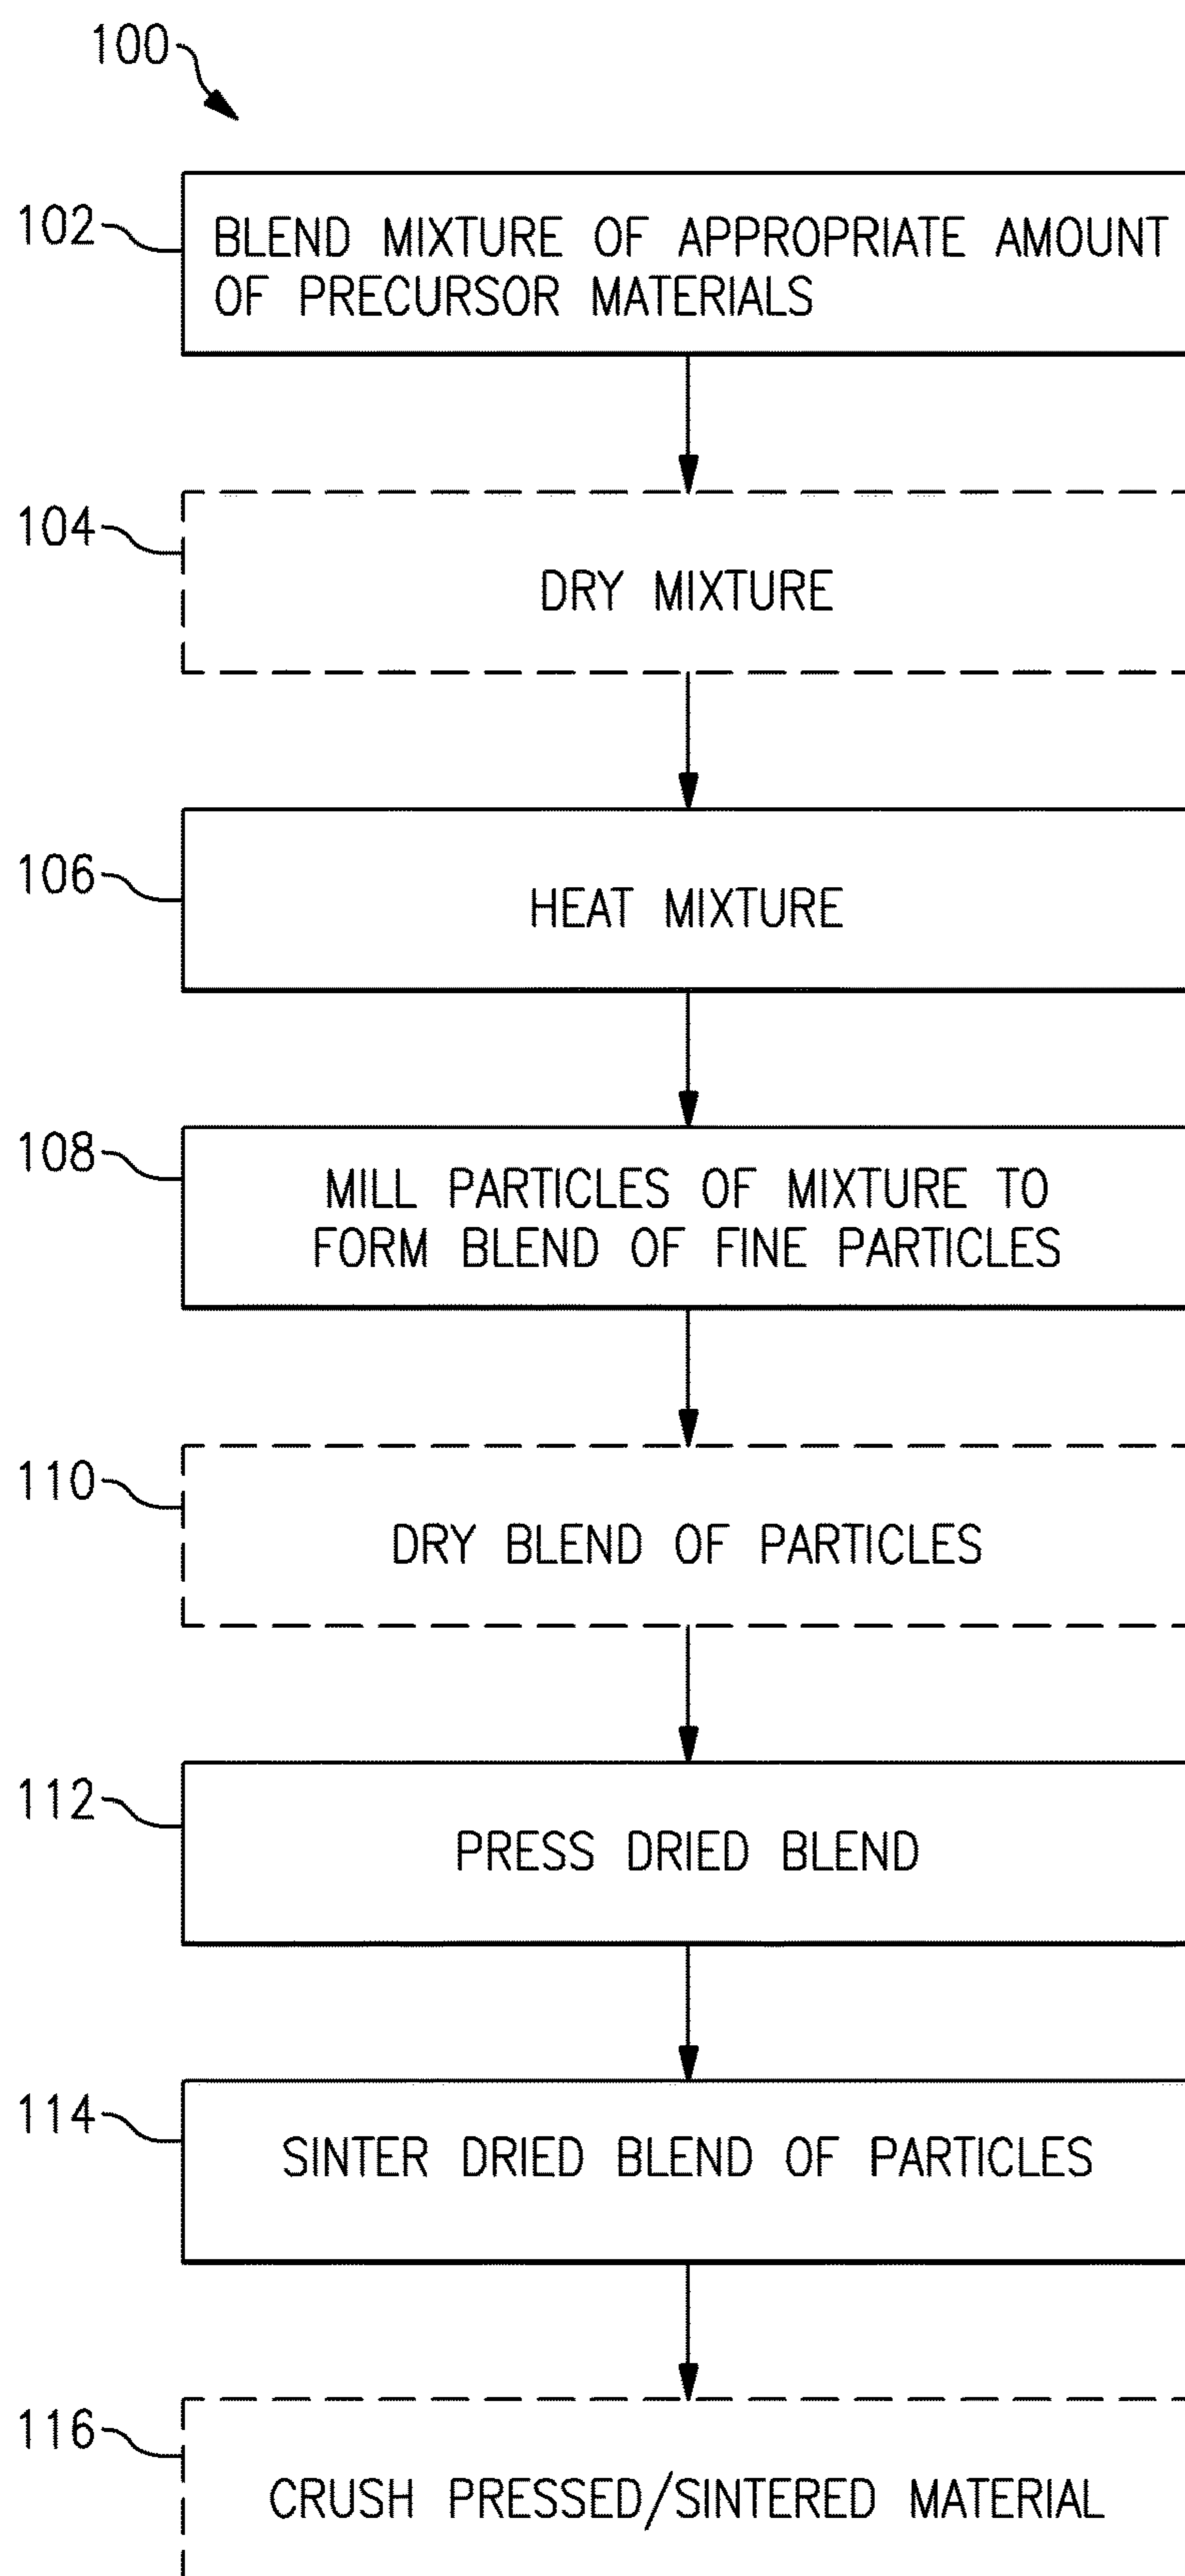 100
102
BLEND MIXTURE OF APPROPRIATE AMOUNT
OF PRECURSOR MATERIALS
104
DRY MIXTURE
106
HEAT MIXTURE
108
MILL PARTICLES OF MIXTURE TO
FORM BLEND OF FINE PARTICLES
110
DRY BLEND OF PARTICLES
112
PRESS DRIED BLEND
114
SINTER DRIED BLEND OF PARTICLES
116
CRUSH PRESSED/SINTERED MATERIAL